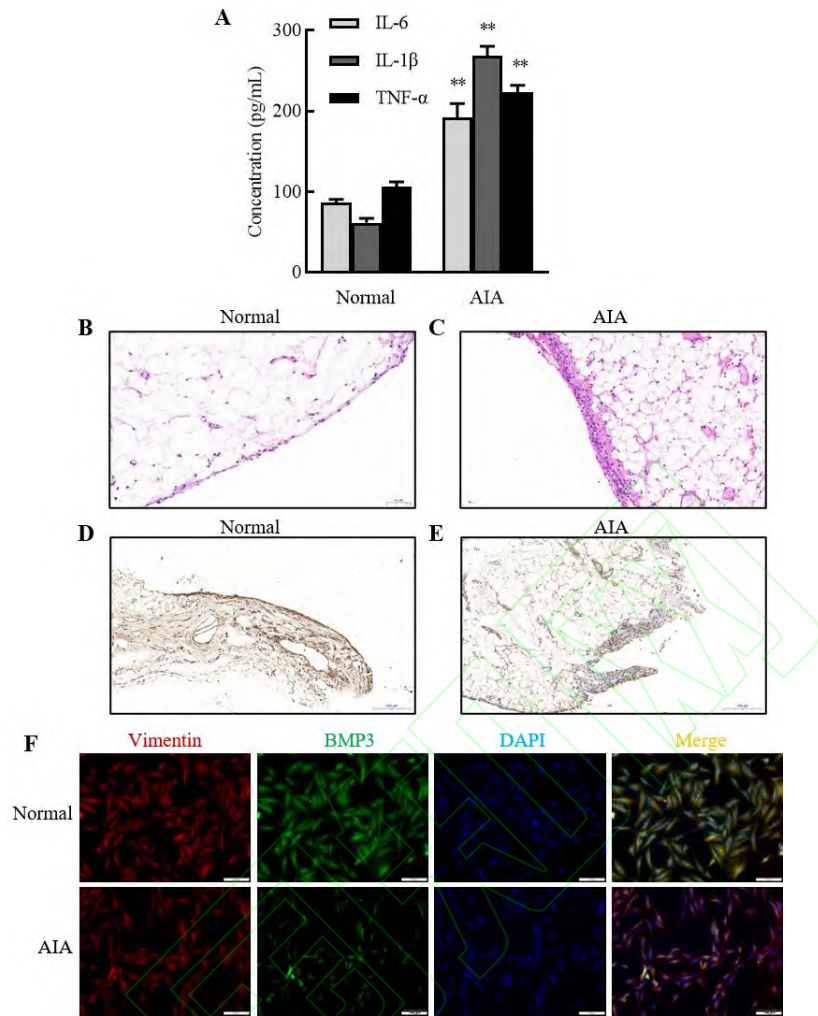 A
IL-6
IL-1β
TNF-α
Concentration (pg/mL)
300
200
100
0
**
**
**
Normal
AIA
B
Normal
C
AIA
D
Normal
E
AIA
F
Vimentin
BMP3
DAPI
Merge
Normal
AIA